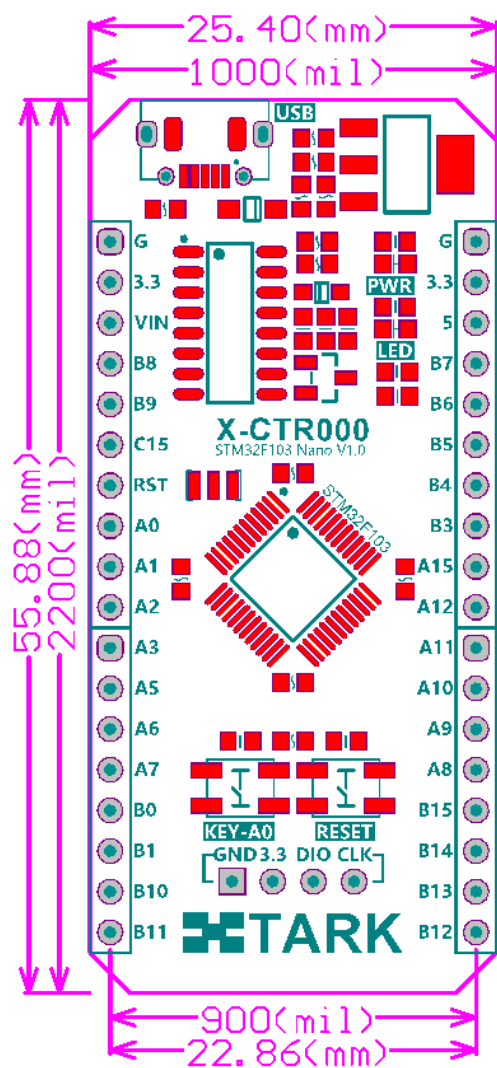 25.40(mm)
1000(mil)
USB
G G
3.3 3.3
PWR
VIN 5
LED
B8 B7
B9 B6
X-CTR000
C15 B5
STM32F103 Nano V1.0
RST B4
STM32F103
A0 B3
A1 A15
A2 A12
55.88(mm)
2200(mil)
A3 A11
A5 A10
A6 A9
A7 A8
B0 B15
KEY-A0 RESET
B1 GND 3.3 DIO CLK B14
B10 B13
B11 XTARK B12
900(mil)
22.86(mm)